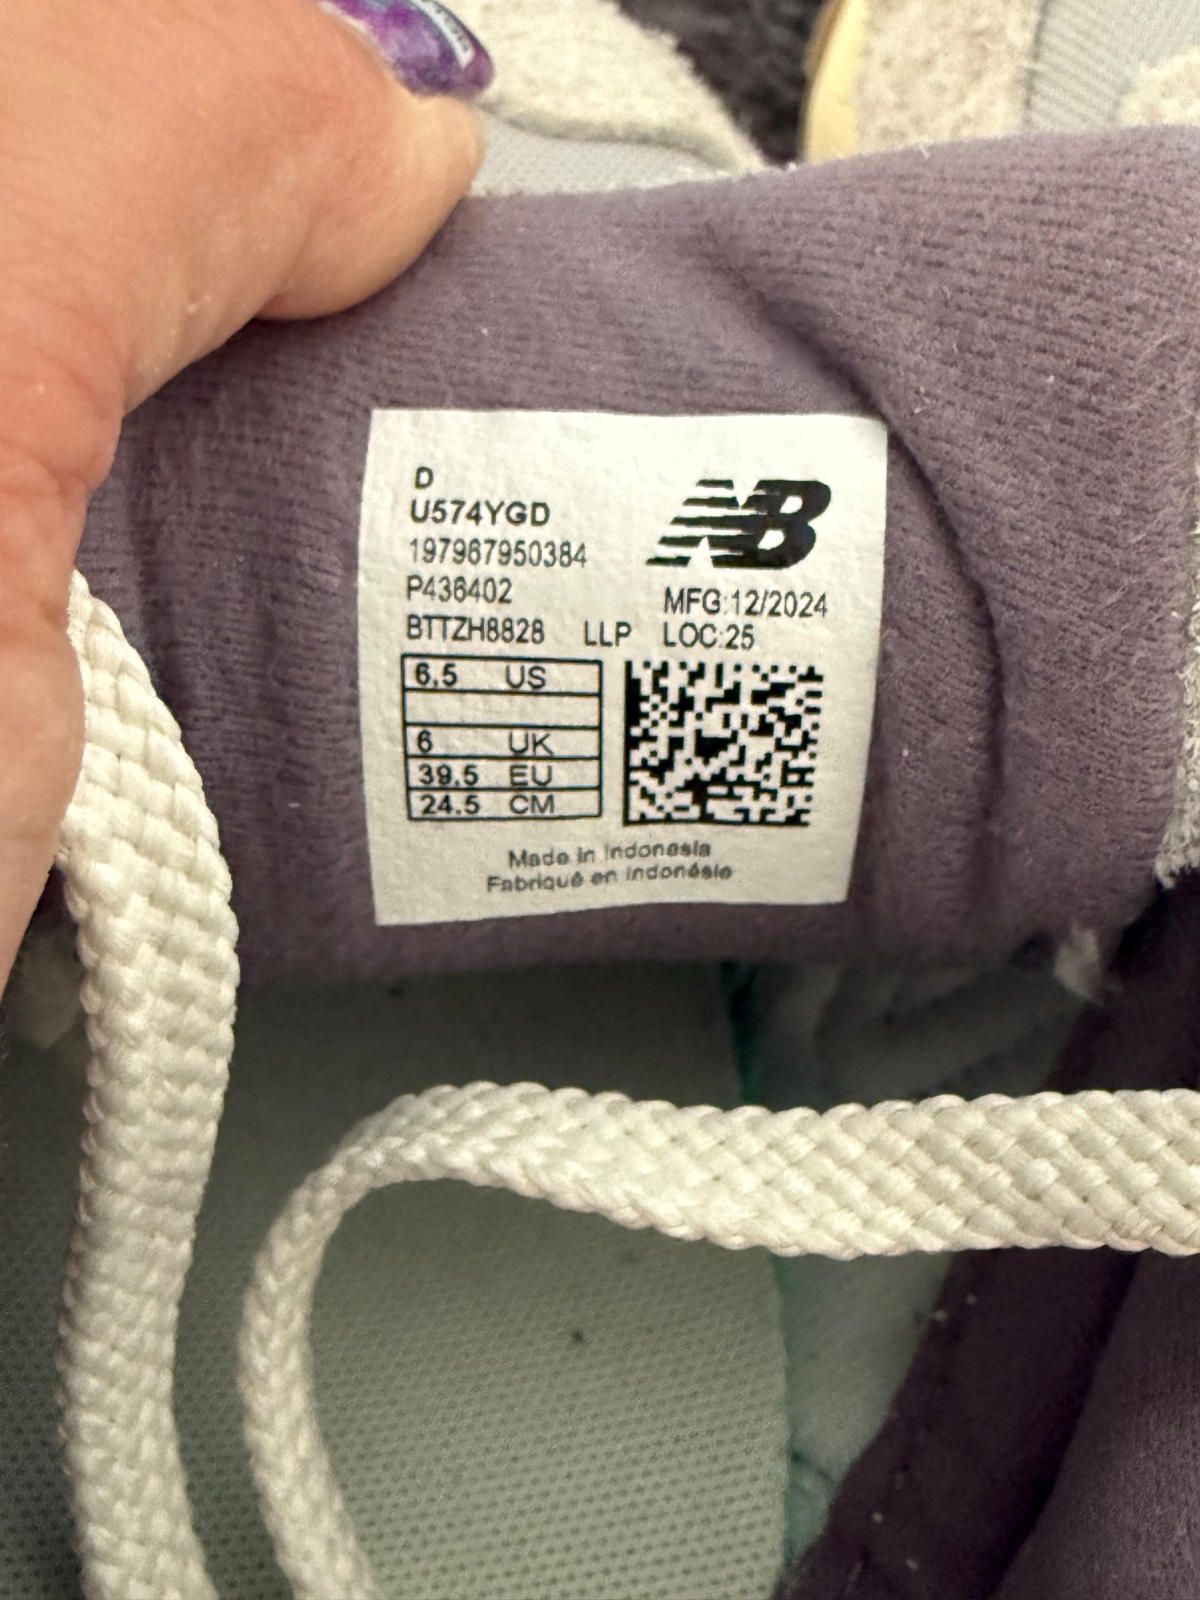 D
U574YGD
197967950384
P436402
BTTZH8828 LLP
NB
MFG:12/2024
LOC:25
6.5 US
6 UK
39.5 EU
24.5 CM
Made in Indonesia
Fabriqué en Indonésie